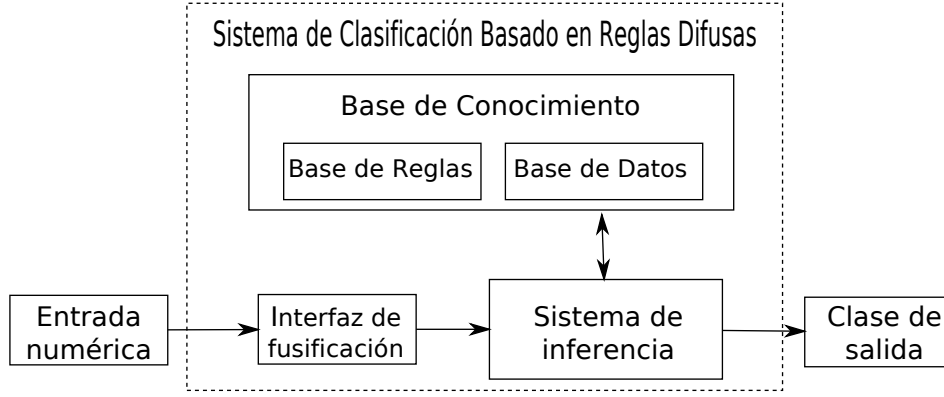 Sistema de Clasificación Basado en Reglas Difusas
Base de Conocimiento
Base de Reglas
Base de Datos
Entrada
numérica
Interfaz de
fusificación
Sistema de
inferencia
Clase de
salida